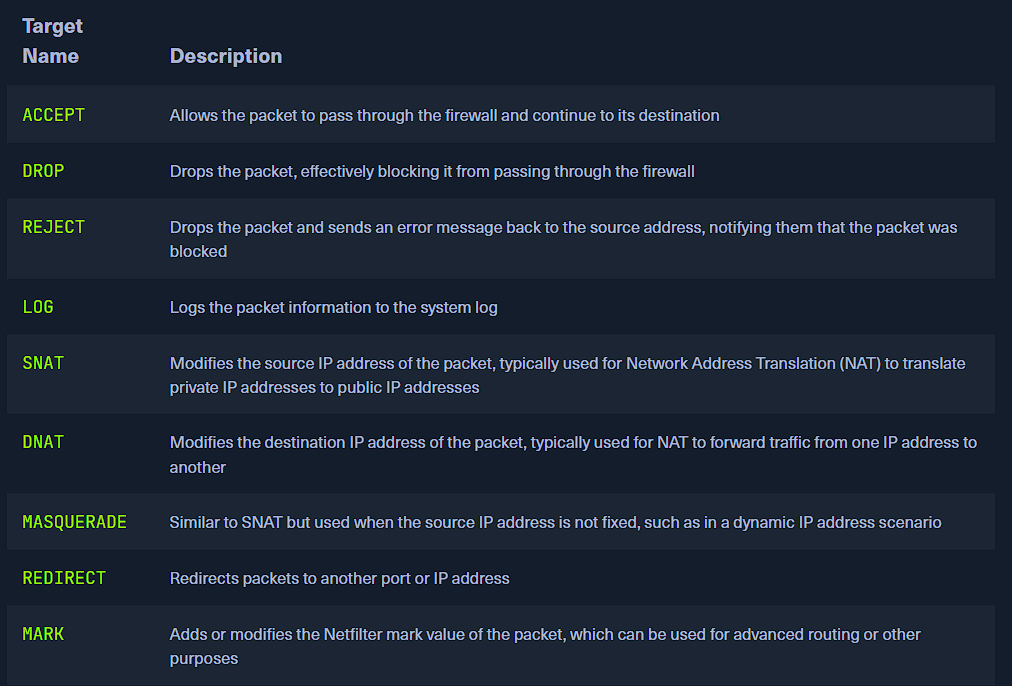 Target
Name Description
ACCEPT Allows the packet to pass through the firewall and continue to its destination
DROP Drops the packet, effectively blocking it from passing through the firewall
REJECT Drops the packet and sends an error message back to the source address, notifying them that the packet was
blocked
LOG Logs the packet information to the system log
SNAT Modifies the source IP address of the packet, typically used for Network Address Translation (NAT) to translate
private IP addresses to public IP addresses
DNAT Modifies the destination IP address of the packet, typically used for NAT to forward traffic from one IP address to
another
MASQUERADE Similar to SNAT but used when the source IP address is not fixed, such as in a dynamic IP address scenario
REDIRECT Redirects packets to another port or IP address
MARK Adds or modifies the Netfilter mark value of the packet, which can be used for advanced routing or other
purposes